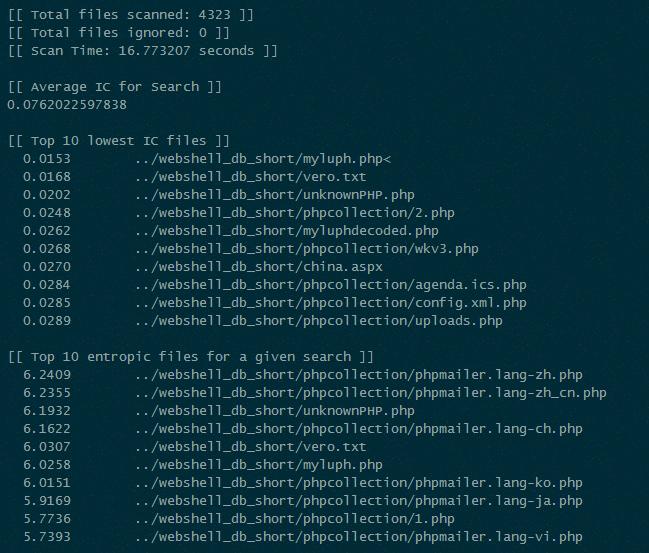 [[ Total files scanned: 4323 ]]
[[ Total files ignored: 0 ]]
[[ Scan Time: 16.773207 seconds ]]
[[ Average IC for Search ]]
0.0762022597838
[[ Top 10 lowest IC files ]]
0.0153 ../webshell_db_short/myluph.php<
0.0168 ../webshell_db_short/vero.txt
0.0202 ../webshell_db_short/unknownPHP.php
0.0248 ../webshell_db_short/phpcollection/2.php
0.0262 ../webshell_db_short/myluphdecoded.php
0.0268 ../webshell_db_short/phpcollection/wkv3.php
0.0270 ../webshell_db_short/china.aspx
0.0284 ../webshell_db_short/phpcollection/agenda.ics.php
0.0285 ../webshell_db_short/phpcollection/config.xml.php
0.0289 ../webshell_db_short/phpcollection/uploads.php
[[ Top 10 entropic files for a given search ]]
6.2409 ../webshell_db_short/phpcollection/phpmailer.lang-zh.php
6.2355 ../webshell_db_short/phpcollection/phpmailer.lang-zh_cn.php
6.1932 ../webshell_db_short/unknownPHP.php
6.1622 ../webshell_db_short/phpcollection/phpmailer.lang-ch.php
6.0307 ../webshell_db_short/vero.txt
6.0258 ../webshell_db_short/myluph.php
6.0151 ../webshell_db_short/phpcollection/phpmailer.lang-ko.php
5.9169 ../webshell_db_short/phpcollection/phpmailer.lang-ja.php
5.7736 ../webshell_db_short/phpcollection/1.php
5.7393 ../webshell_db_short/phpcollection/phpmailer.lang-vi.php